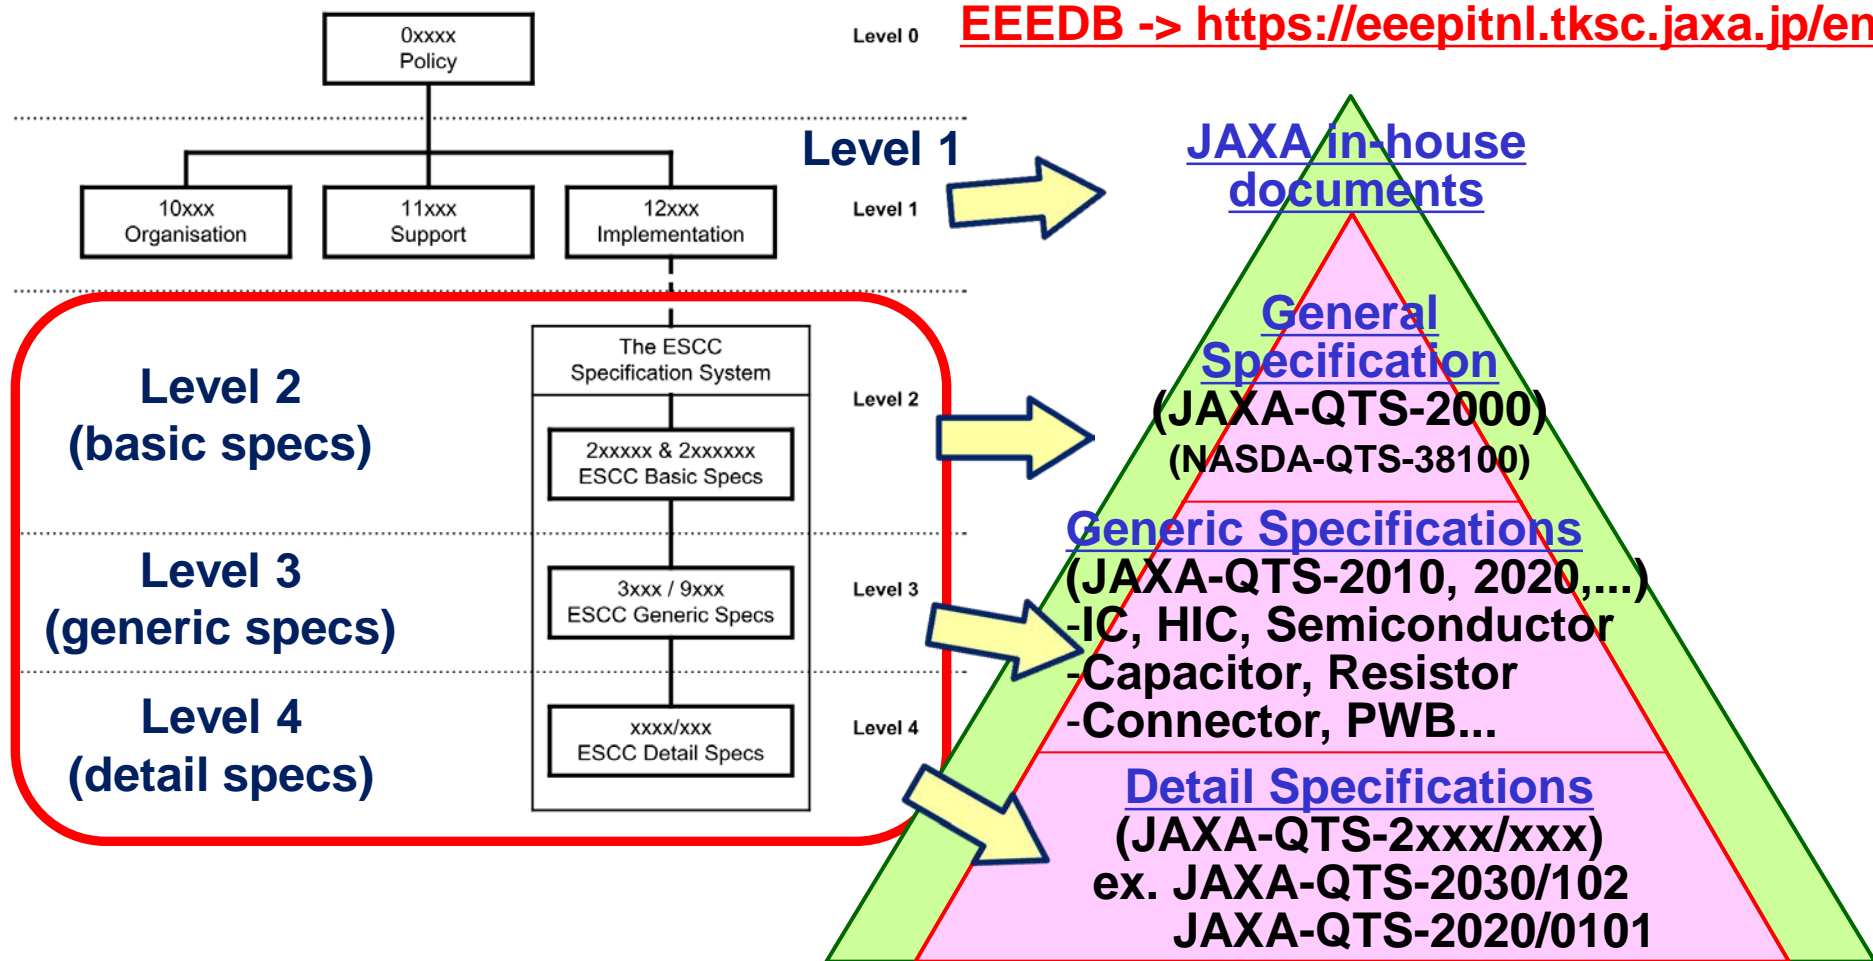 EEEDB -> https://eeepitnl.tksc.jaxa.jp/en
0xxxx
Policy
Level 0
Level 1
10xxx
Organisation
11xxx
Support
12xxx
Implementation
Level 1
The ESCC
Specification System
Level 2
(basic specs)
Level 2
2xxxxx & 2xxxxxx
ESCC Basic Specs
Level 3
(generic specs)
3xxx / 9xxx
ESCC Generic Specs
Level 3
Level 4
(detail specs)
xxxx/xxx
ESCC Detail Specs
Level 4
JAXA in-house
documents
General
Specification
(JAXA-QTS-2000)
(NASDA-QTS-38100)
Generic Specifications
(JAXA-QTS-2010, 2020,...)
-IC, HIC, Semiconductor
-Capacitor, Resistor
-Connector, PWB...
Detail Specifications
(JAXA-QTS-2xxx/xxx)
ex. JAXA-QTS-2030/102
JAXA-QTS-2020/0101